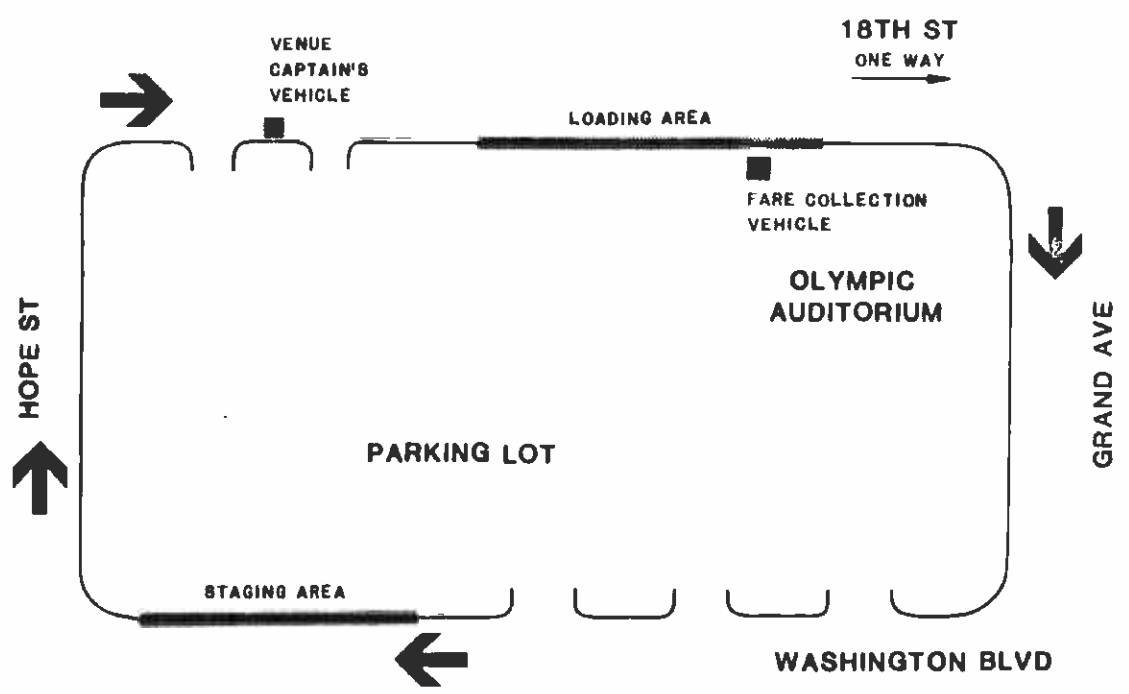 18TH ST
ONE WAY
VENUE
CAPTAIN'S
VEHICLE
LOADING AREA
FARE COLLECTION
VEHICLE
OLYMPIC
AUDITORIUM
HOPE ST
GRAND AVE
PARKING LOT
STAGING AREA
WASHINGTON BLVD